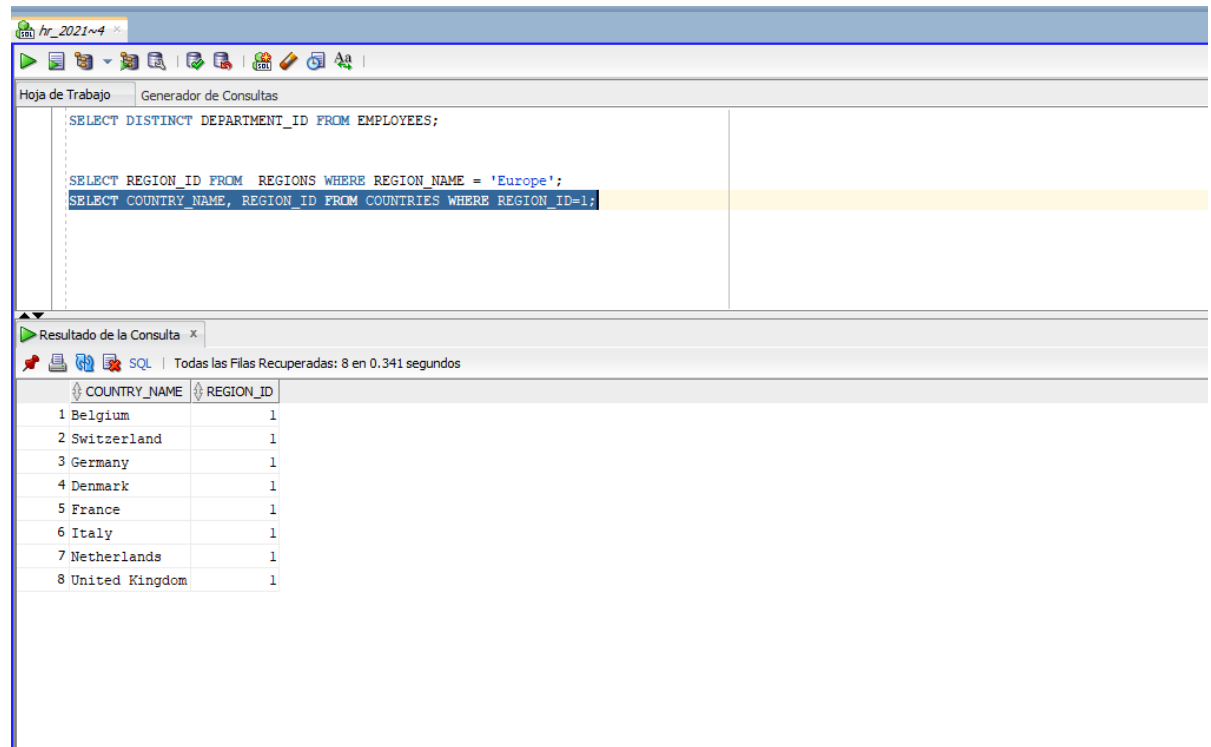 hr_2021~4
Hoja de Trabajo Generador de Consultas
SELECT DISTINCT DEPARTMENT_ID FROM EMPLOYEES;
SELECT REGION_ID FROM  REGIONS WHERE REGION_NAME = 'Europe';
SELECT COUNTRY_NAME, REGION_ID FROM COUNTRIES WHERE REGION_ID=1;
Resultado de la Consulta x
SQL | Todas las Filas Recuperadas: 8 en 0.341 segundos
COUNTRY_NAME REGION_ID
1 Belgium 1
2 Switzerland 1
3 Germany 1
4 Denmark 1
5 France 1
6 Italy 1
7 Netherlands 1
8 United Kingdom 1